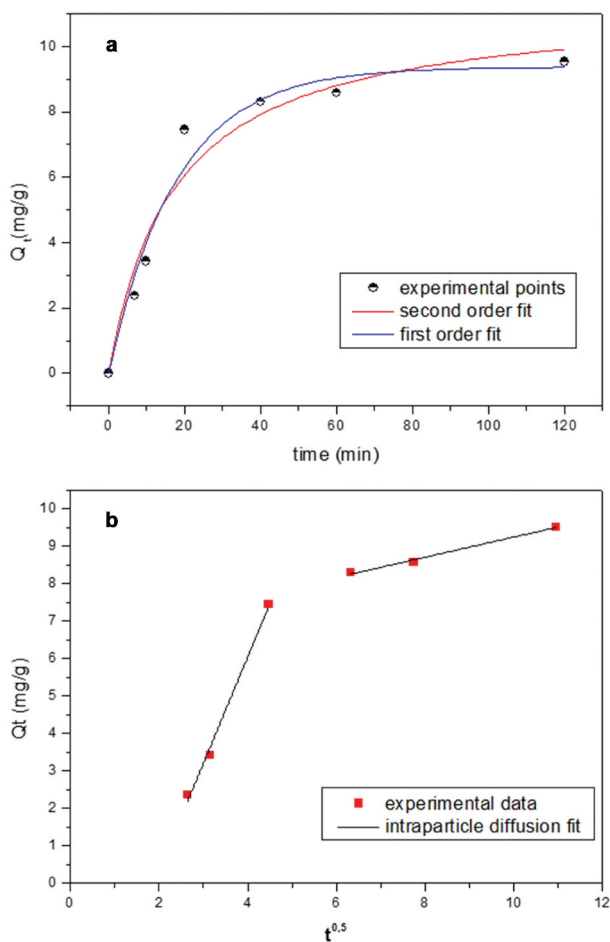 a
10
8
6
4
2
0
Q t (mg/g)
experimental points
second order fit
first order fit
0
20
40
60
80
100
120
time (min)
b
10
9
8
7
6
5
4
3
2
1
0
Qt (mg/g)
experimental data
intraparticle diffusion fit
0
2
4
6
8
10
12
t^0,5